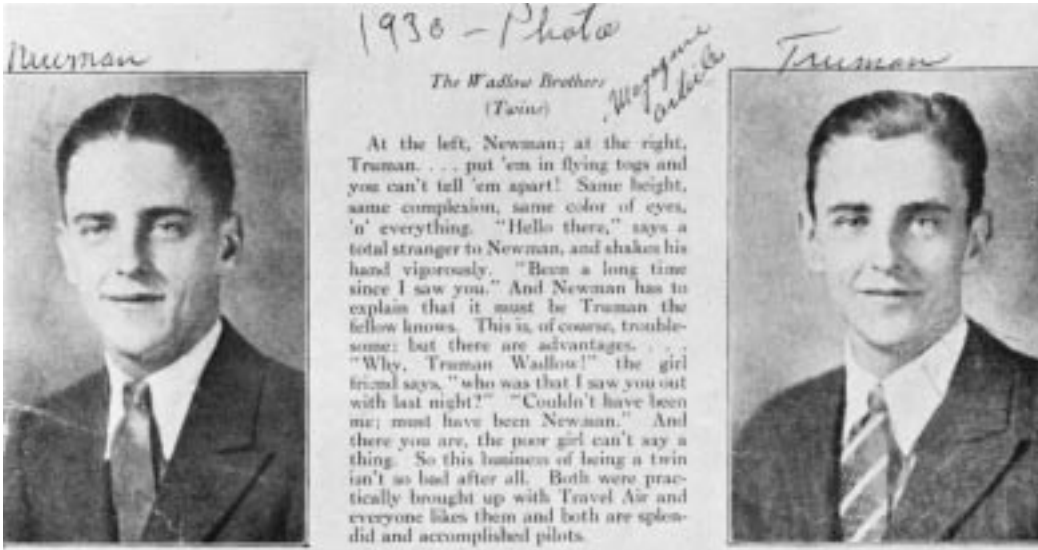 1930 - Photo
Newman
Magazine
article
Truman
The Wadlow Brothers
(Twins)
At the left, Newman; at the right,
Truman. . . . put 'em in flying togs and
you can't tell 'em apart! Same height,
same complexion, same color of eyes,
'n' everything. "Hello there," says a
total stranger to Newman, and shakes his
hand vigorously. "Been a long time
since I saw you." And Newman has to
explain that it must be Truman the
fellow knows. This is, of course, trouble-
some; but there are advantages. . . .
"Why, Truman Wadlow!" the girl
friend says, "who was that I saw you out
with last night?" "Couldn't have been
me; must have been Newman." And
there you are, the poor girl can't say a
thing. So this business of being a twin
isn't so bad after all. Both were prac-
tically brought up with Travel Air and
everyone likes them and both are splen-
did and accomplished pilots.